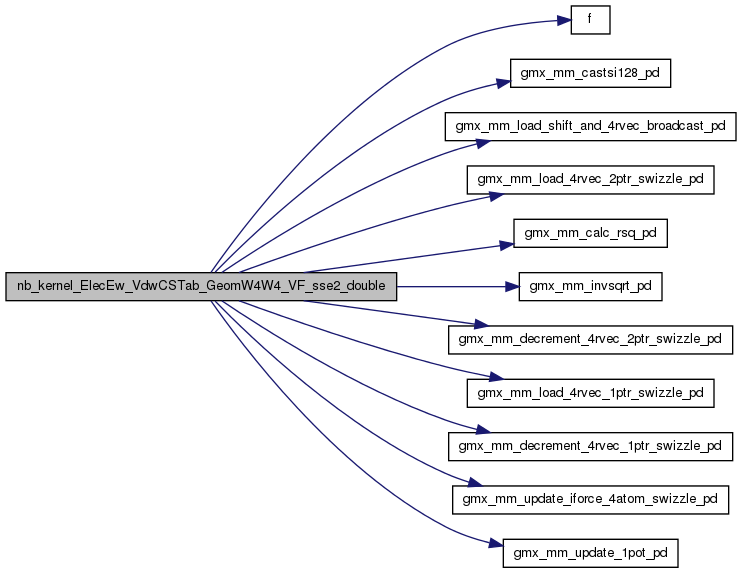 f
gmx_mm_castsi128_pd
gmx_mm_load_shift_and_4rvec_broadcast_pd
gmx_mm_load_4rvec_2ptr_swizzle_pd
gmx_mm_calc_rsq_pd
nb_kernel_ElecEw_VdwCSTab_GeomW4W4_VF_sse2_double
gmx_mm_invsqrt_pd
gmx_mm_decrement_4rvec_2ptr_swizzle_pd
gmx_mm_load_4rvec_1ptr_swizzle_pd
gmx_mm_decrement_4rvec_1ptr_swizzle_pd
gmx_mm_update_iforce_4atom_swizzle_pd
gmx_mm_update_1pot_pd